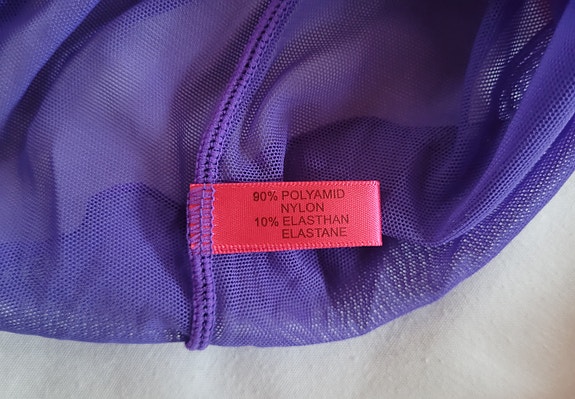 90% POLYAMID
NYLON
10% ELASTHAN
ELASTANE